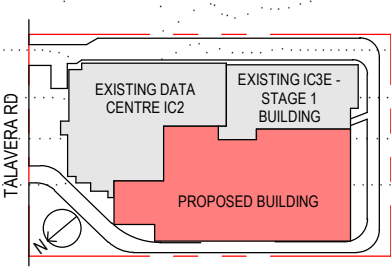 EXISTING DATA
CENTRE IC2
EXISTING IC3E -
STAGE 1
BUILDING
TALAVERA RD
PROPOSED BUILDING
N